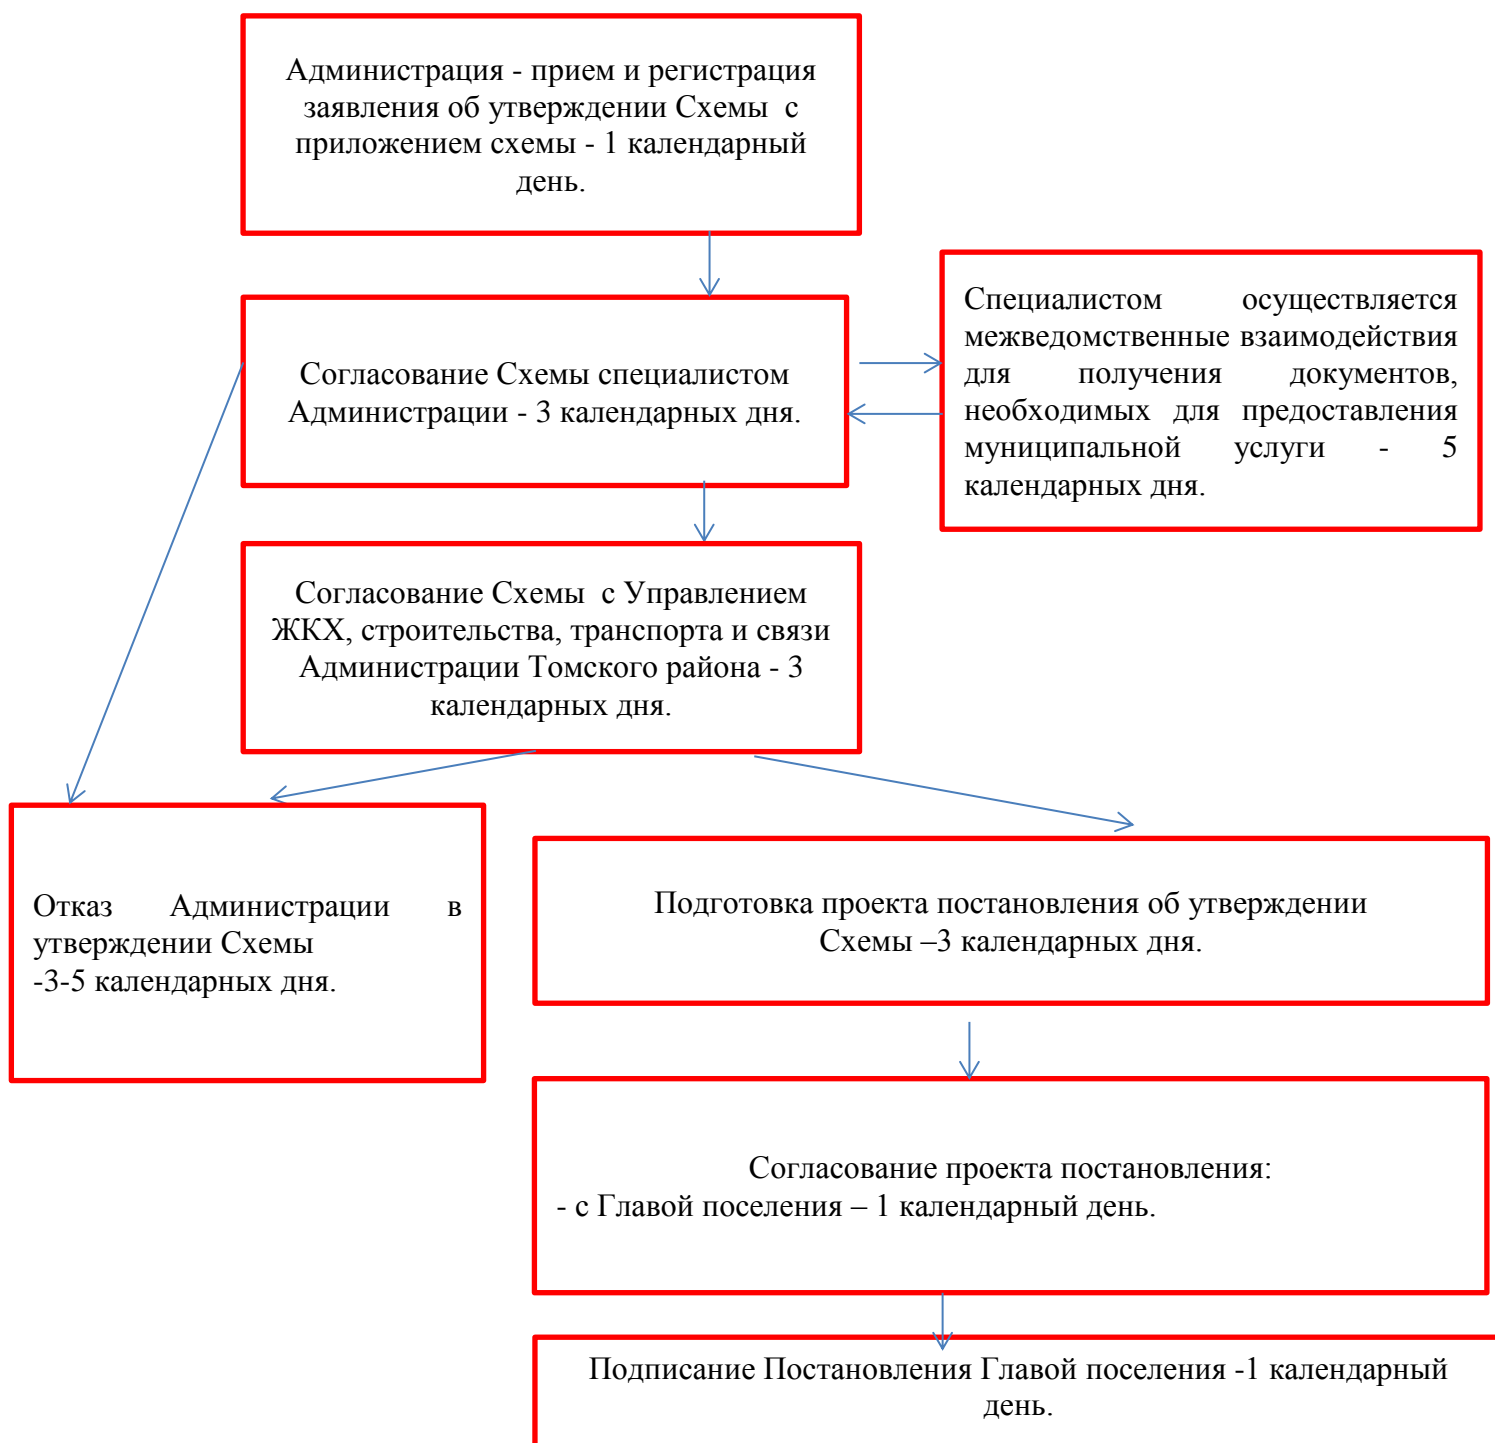 Администрация - прием и регистрация
заявления об утверждении Схемы с
приложением схемы - 1 календарный
день.
Согласование Схемы специалистом
Администрации - 3 календарных дня.
Специалистом осуществляется
межведомственные взаимодействия
для получения документов,
необходимых для предоставления
муниципальной услуги - 5
календарных дня.
Согласование Схемы с Управлением
ЖКХ, строительства, транспорта и связи
Администрации Томского района - 3
календарных дня.
Отказ Администрации в
утверждении Схемы
-3-5 календарных дня.
Подготовка проекта постановления об утверждении
Схемы –3 календарных дня.
Согласование проекта постановления:
- с Главой поселения – 1 календарный день.
Подписание Постановления Главой поселения -1 календарный
день.